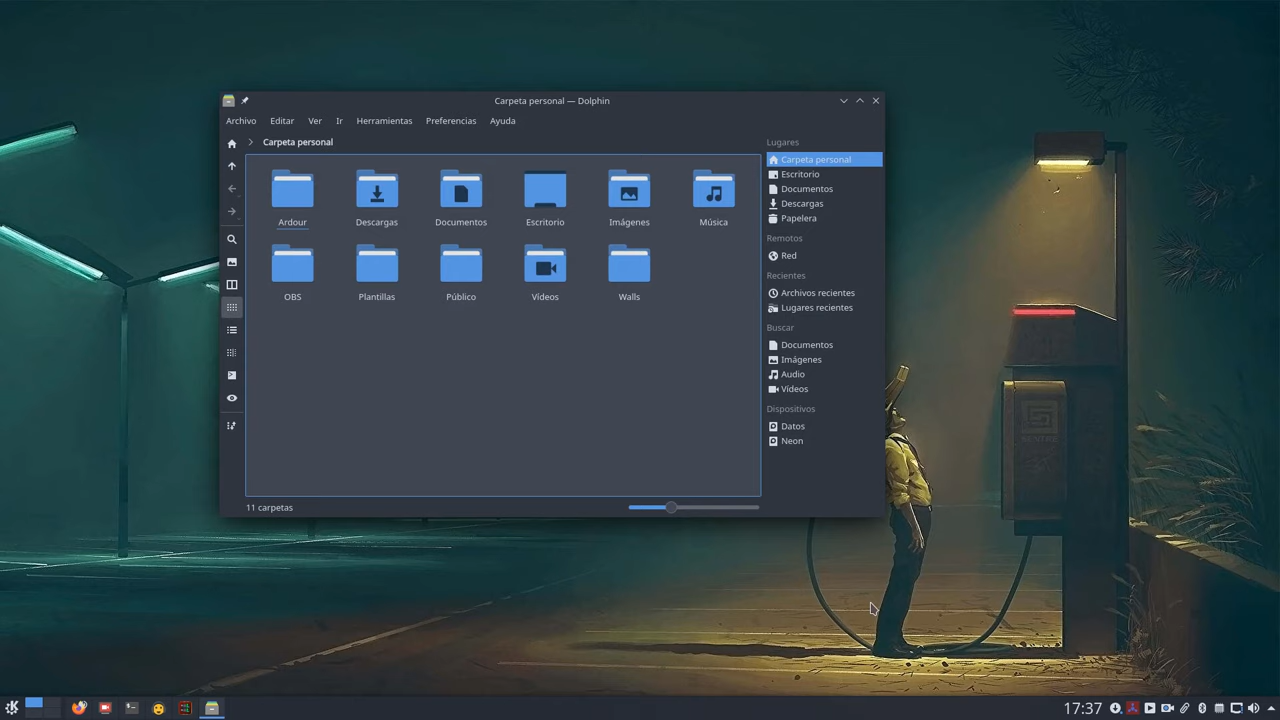 Carpeta personal — Dolphin
Archivo Editar Ver Ir Herramientas Preferencias Ayuda
Carpeta personal
Ardour Descargas Documentos Escritorio Imágenes Música
OBS Plantillas Público Vídeos Walls
11 carpetas
Lugares
Carpeta personal
Escritorio
Documentos
Descargas
Papelera
Remotos
Red
Recientes
Archivos recientes
Lugares recientes
Buscar
Documentos
Imágenes
Audio
Vídeos
Dispositivos
Datos
Neon
17:37